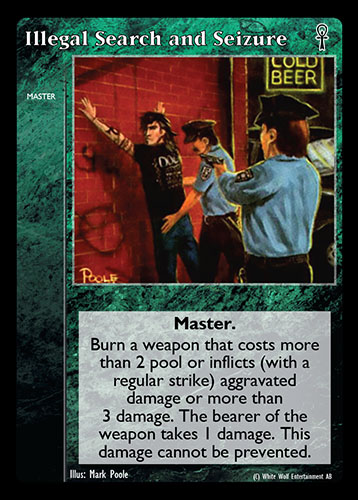 Illegal Search and Seizure
MASTER
COLD
BEER
POOLE
Master.
Burn a weapon that costs more
than 2 pool or inflicts (with a
regular strike) aggravated
damage or more than
3 damage. The bearer of the
weapon takes 1 damage. This
damage cannot be prevented.
Illus: Mark Poole
(C) White Wolf Entertainment AB